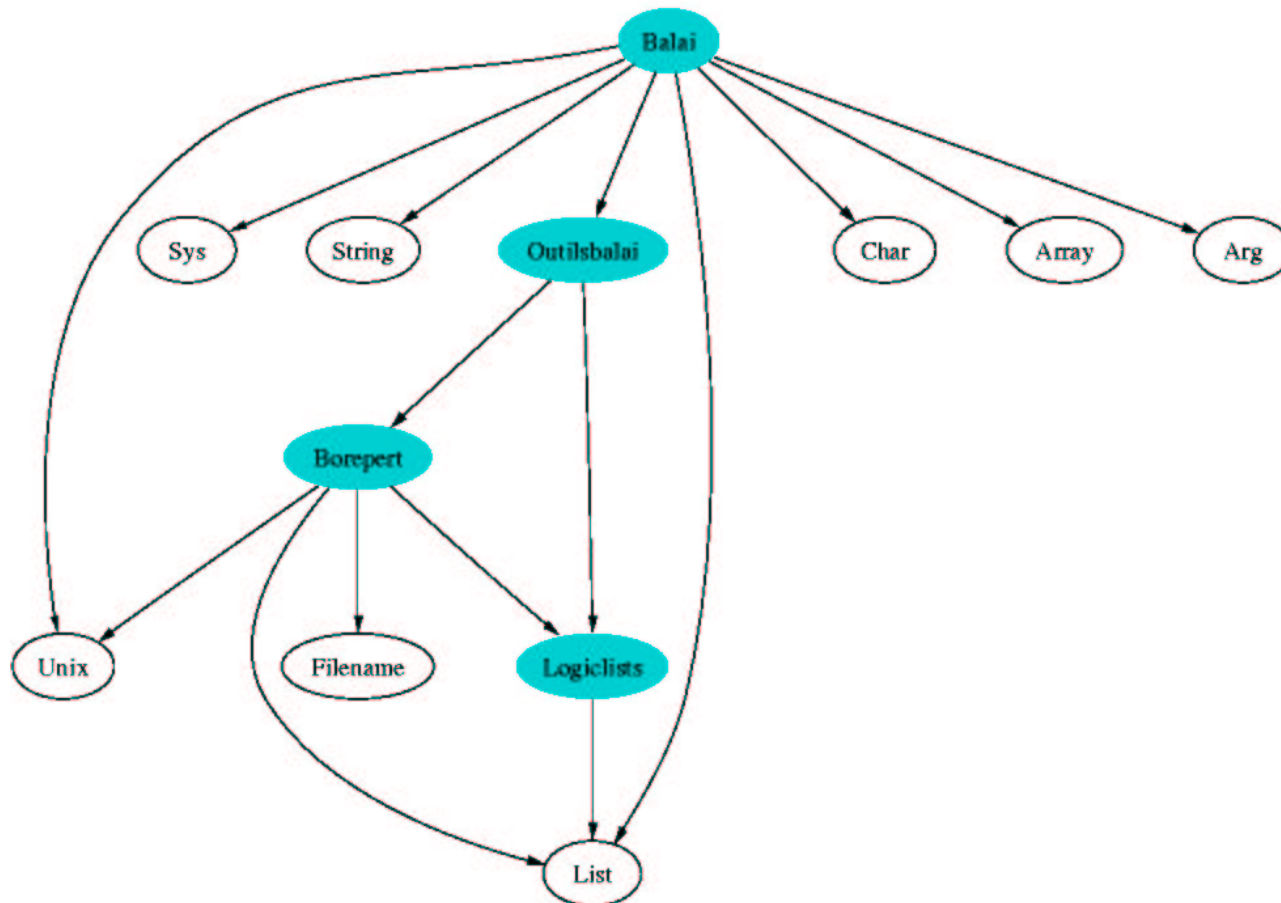 Balai
Sys
String
Outilsbalai
Char
Array
Arg
Borepert
Unix
Filename
Logiclists
List